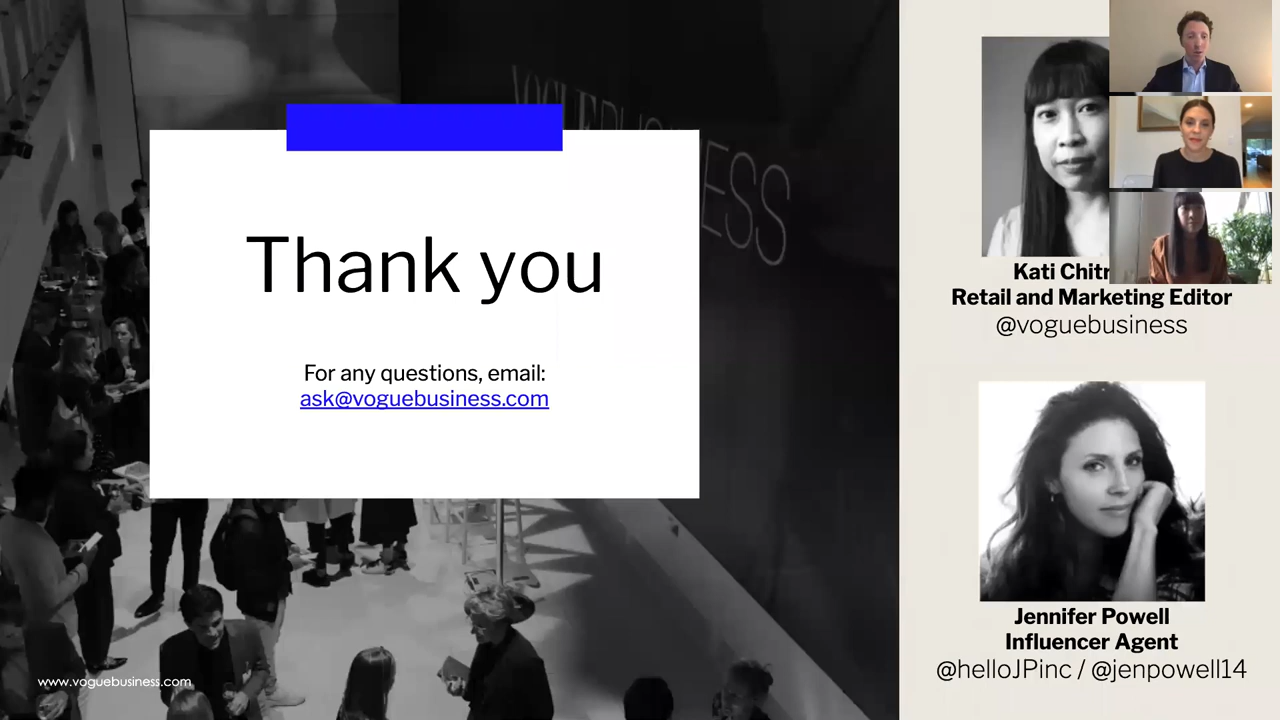 Thank you
For any questions, email:
ask@voguebusiness.com
www.voguebusiness.com
Kati
Retail and Marketing Editor
@voguebusiness
Jennifer Powell
Influencer Agent
@helloJPinc / @jenpowell14